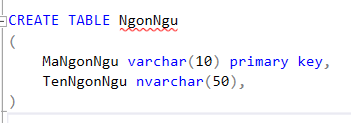 CREATE TABLE NgonNgu
(
MaNgonNgu varchar(10) primary key,
TenNgonNgu nvarchar(50),
)